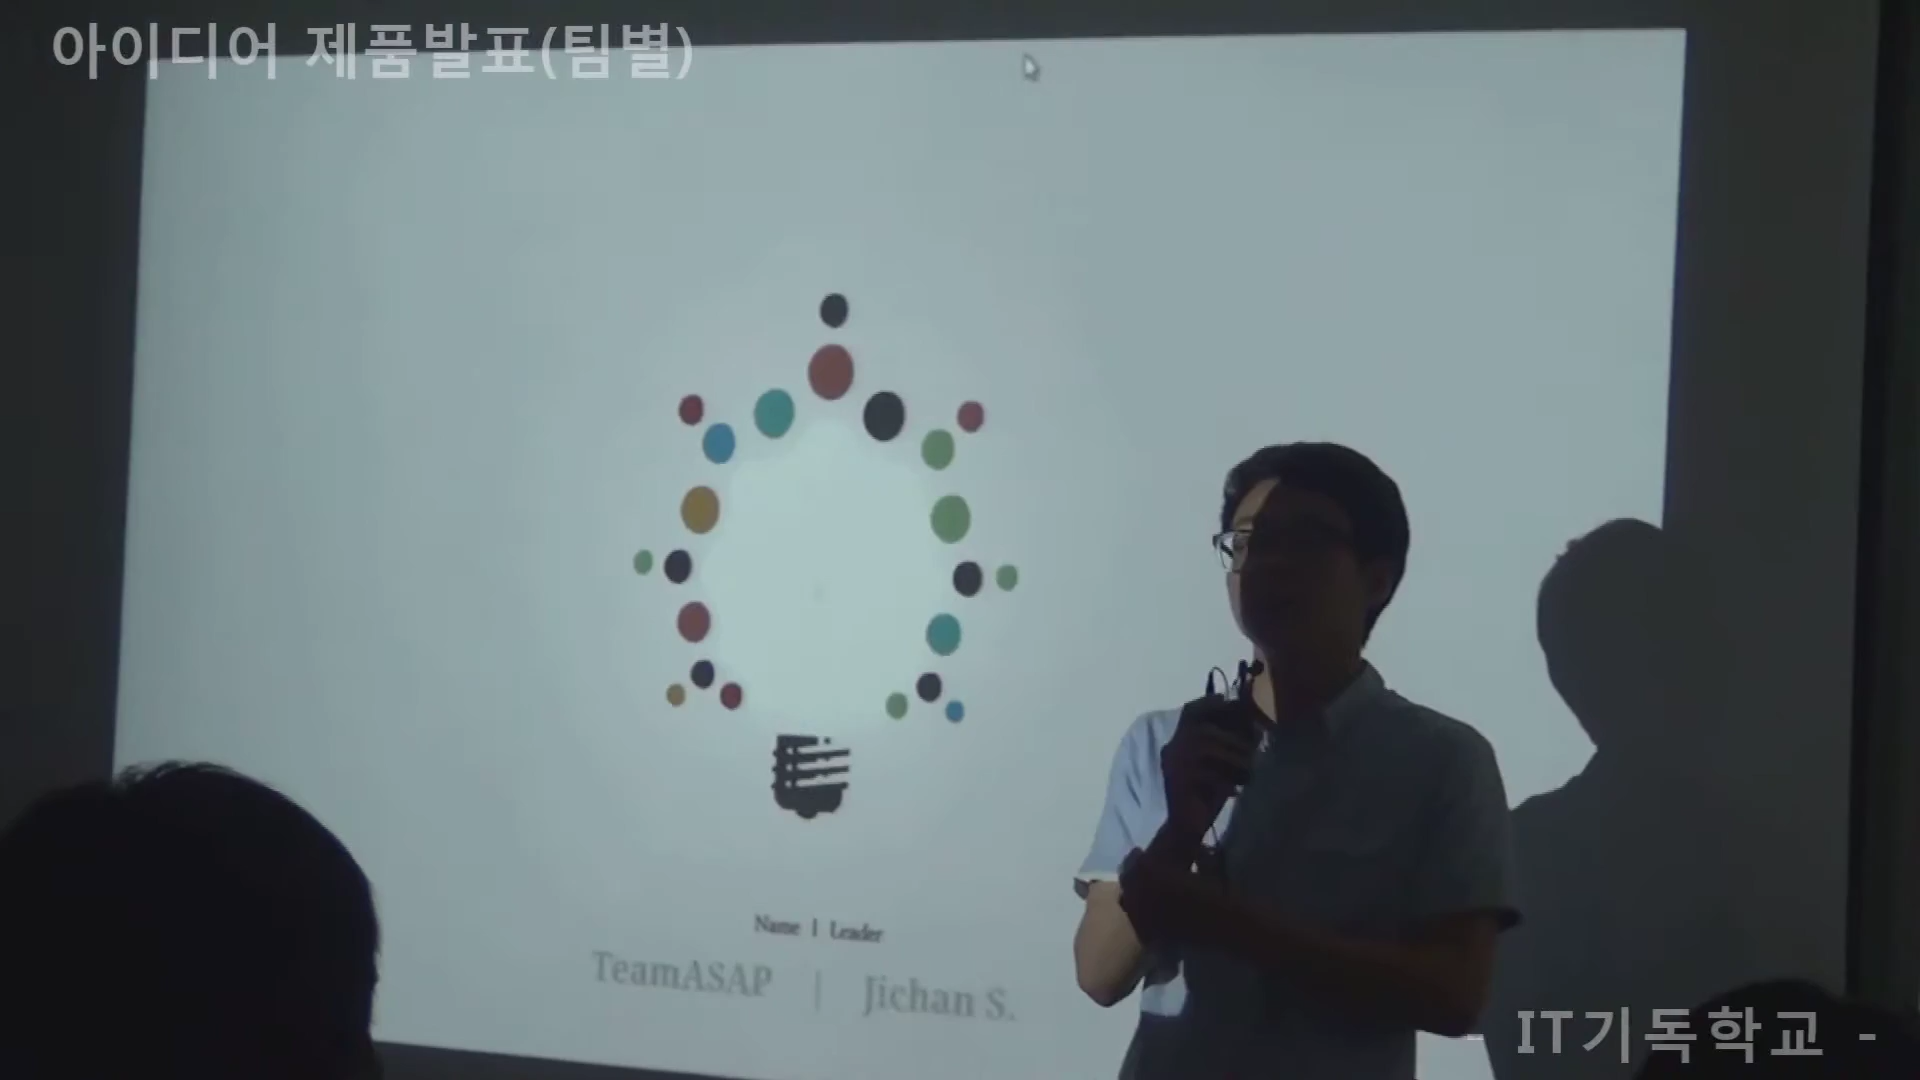 아이디어 제품발표(팀별)
Name | Leader
TeamASAP | Jichan S.
- IT기독학교 -